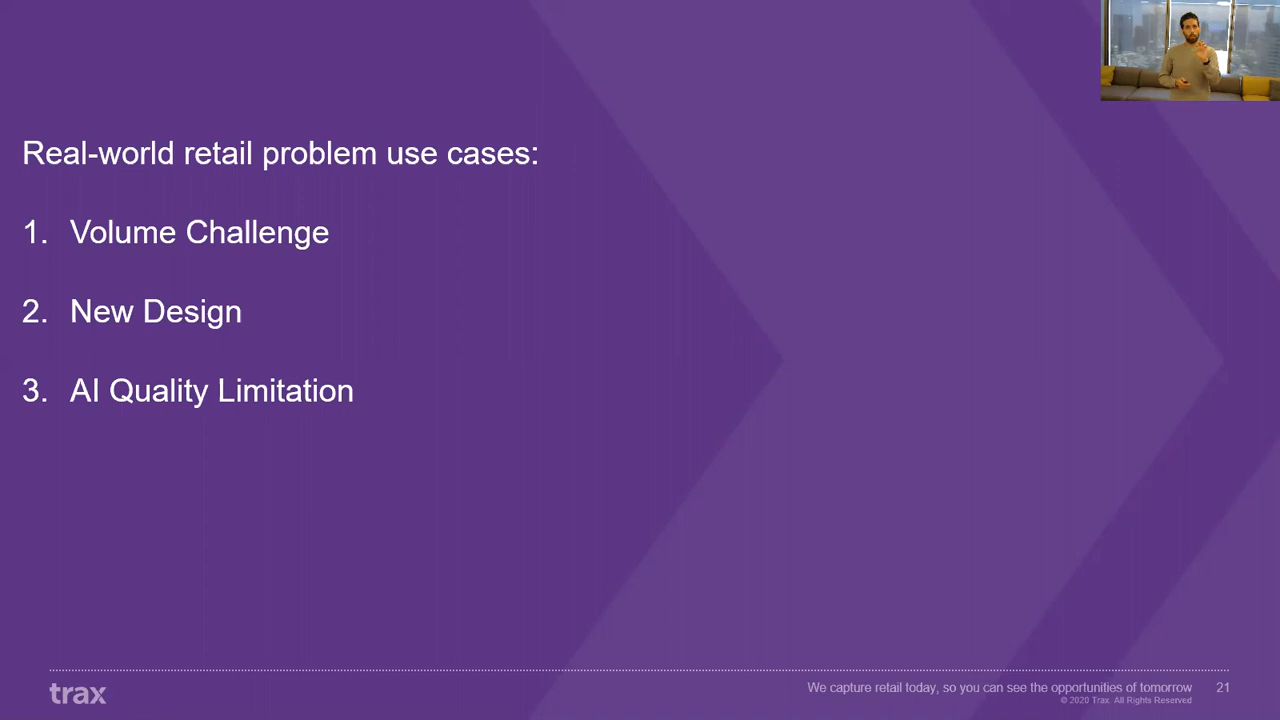 Real-world retail problem use cases:
1. Volume Challenge
2. New Design
3. AI Quality Limitation
trax
We capture retail today, so you can see the opportunities of tomorrow 21
© 2020 Trax. All Rights Reserved